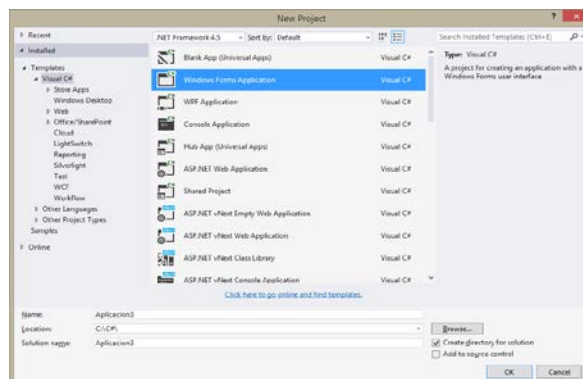 New Project
? ×
Recent
Installed
Templates
Visual C#
Store Apps
Windows Desktop
Web
Office/SharePoint
Cloud
LightSwitch
Reporting
Silverlight
Test
WCF
Workflow
Other Languages
Other Project Types
Samples
Online
.NET Framework 4.5 Sort by: Default
Blank App (Universal Apps) Visual C#
Windows Forms Application Visual C#
WPF Application Visual C#
Console Application Visual C#
Hub App (Universal Apps) Visual C#
ASP.NET Web Application Visual C#
Shared Project Visual C#
ASP.NET vNext Empty Web Application Visual C#
ASP.NET vNext Web Application Visual C#
ASP.NET vNext Class Library Visual C#
ASP.NET vNext Console Application Visual C#
Click here to go online and find templates.
Search Installed Templates (Ctrl+E)
Type: Visual C#
A project for creating an application with a
Windows Forms user interface
Name: Aplicacion3
Location: C:\C#\
Solution name: Aplicacion3
Browse...
Create directory for solution
Add to source control
OK Cancel